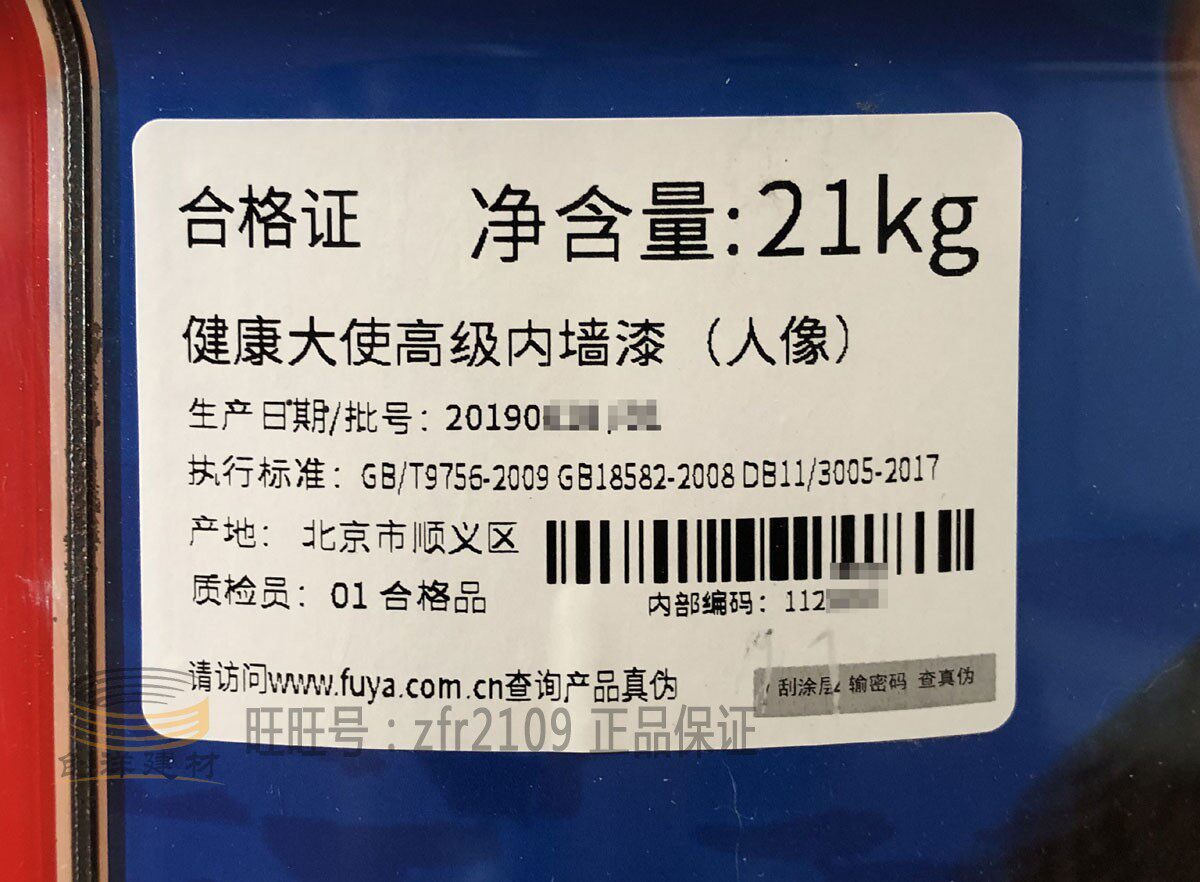 合格证 净含量:21kg
健康大使高级内墙漆（人像）
生产日期/批号：20190
执行标准：GB/T9756-2009 GB18582-2008 DB11/3005-2017
产地：北京市顺义区
质检员：01 合格品
内部编码：112
请访问www.fuya.com.cn查询产品真伪
刮涂层 输密码 查真伪
旺旺号：zfr2109 正品保证
建材